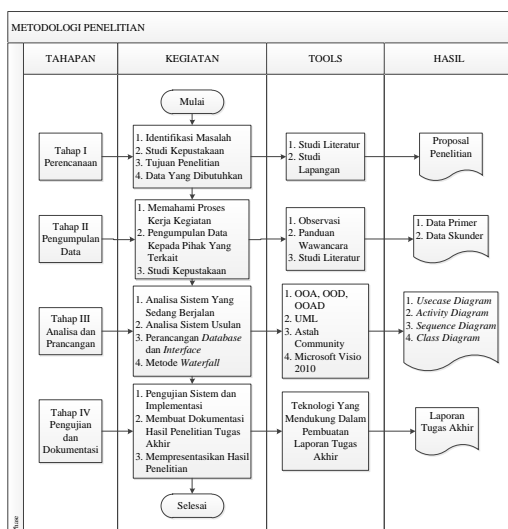 METODOLOGI PENELITIAN
TAHAPAN
KEGIATAN
TOOLS
HASIL
Mulai
Tahap I
Perencanaan
1. Identifikasi Masalah
2. Studi Kepustakaan
3. Tujuan Penelitian
4. Data Yang Dibutuhkan
1. Studi Literatur
2. Studi
Lapangan
Proposal
Penelitian
Tahap II
Pengumpulan
Data
1. Memahami Proses
Kerja Kegiatan
2. Pengumpulan Data
Kepada Pihak Yang
Terkait
3. Studi Kepustakaan
1. Observasi
2. Panduan
Wawancara
3. Studi Literatur
1. Data Primer
2. Data Skunder
Tahap III
Analisa dan
Prancangan
1. Analisa Sistem Yang
Sedang Berjalan
2. Analisa Sistem Usulan
3. Perancangan Database
dan Interface
4. Metode Waterfall
1. OOA, OOD,
OOAD
2. UML
3. Astah
Community
4. Microsoft Visio
2010
1. Usecase Diagram
2. Activity Diagram
3. Sequence Diagram
4. Class Diagram
Tahap IV
Pengujian
dan
Dokumentasi
1. Pengujian Sistem dan
Implementasi
2. Membuat Dokumentasi
Hasil Penelitian Tugas
Akhir
3. Mempresentasikan Hasil
Penelitian
Teknologi Yang
Mendukung Dalam
Pembuatan
Laporan Tugas
Akhir
Laporan
Tugas Akhir
Selesai